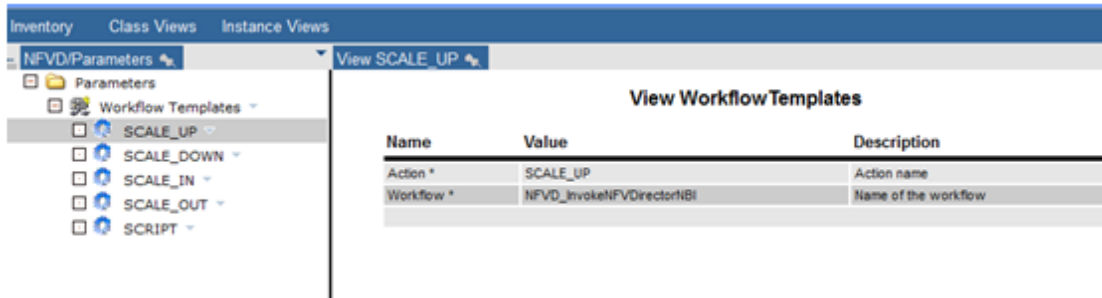 Inventory Class Views Instance Views
NFVD/Parameters
View SCALE_UP
Parameters
Workflow Templates
SCALE_UP
SCALE_DOWN
SCALE_IN
SCALE_OUT
SCRIPT
View WorkflowTemplates
Name Value Description
Action * SCALE_UP Action name
Workflow * NFVD_InvokeNFVDirectorNBI Name of the workflow